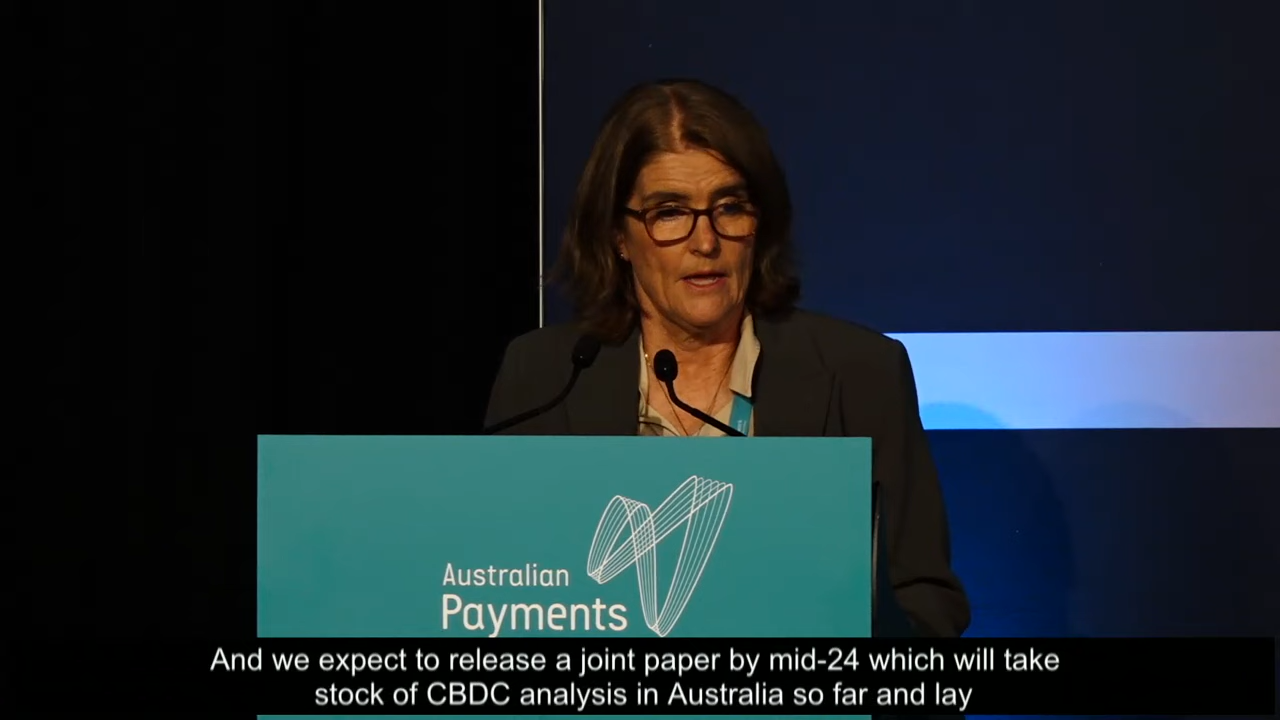 Australian
Payments
And we expect to release a joint paper by mid-24 which will take
stock of CBDC analysis in Australia so far and lay